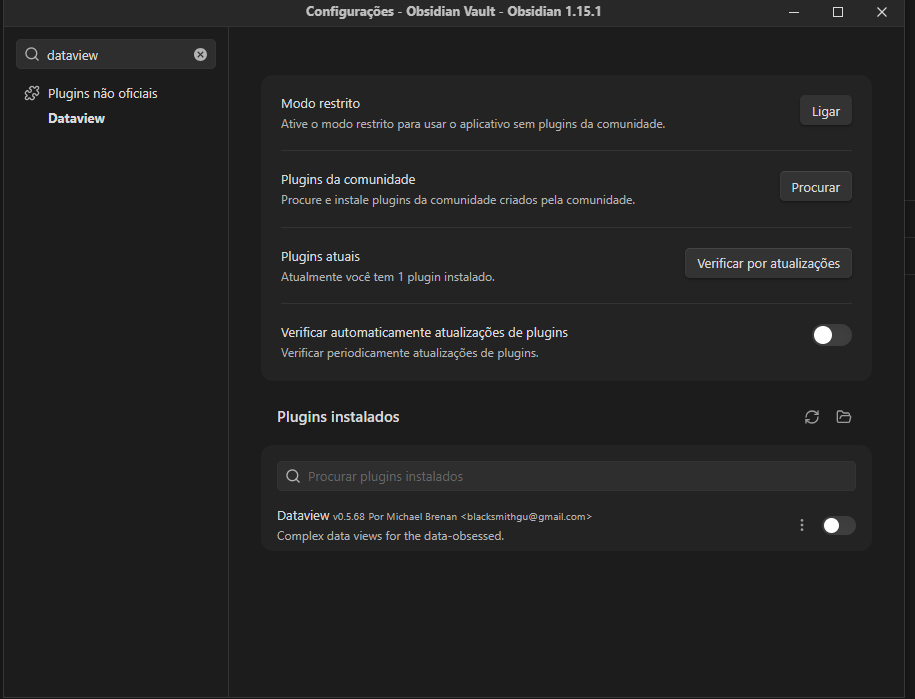 Configurações - Obsidian Vault - Obsidian 1.15.1
dataview
Plugins não oficiais
Dataview
Modo restrito
Ative o modo restrito para usar o aplicativo sem plugins da comunidade.
Ligar
Plugins da comunidade
Procure e instale plugins da comunidade criados pela comunidade.
Procurar
Plugins atuais
Atualmente você tem 1 plugin instalado.
Verificar por atualizações
Verificar automaticamente atualizações de plugins
Verificar periodicamente atualizações de plugins.
Plugins instalados
Procurar plugins instalados
Dataview v0.5.68 Por Michael Brenan <blacksmithgu@gmail.com>
Complex data views for the data-obsessed.